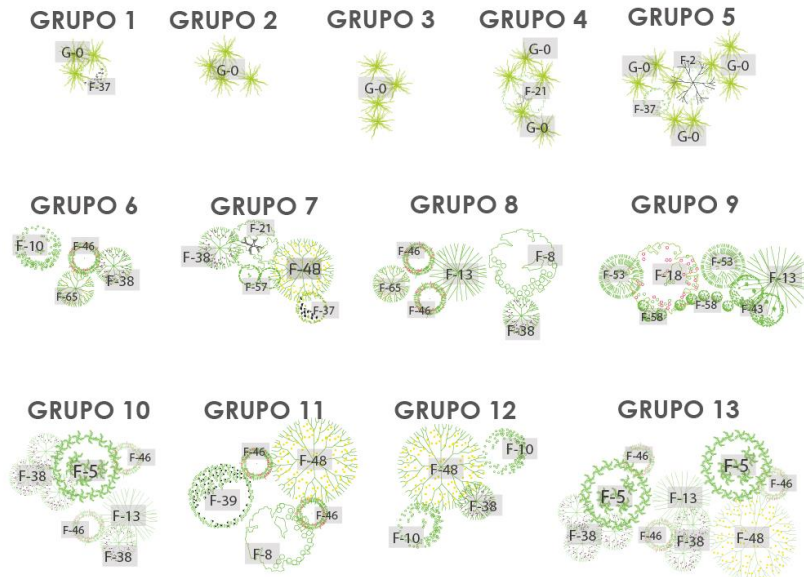 GRUPO 1
G-0
F-37
GRUPO 2
G-0
GRUPO 3
G-0
GRUPO 4
G-0
F-21
G-0
GRUPO 5
F-2
G-0
G-0
F-37
G-0
GRUPO 6
F-10
F-46
F-38
F-65
GRUPO 7
F-21
F-38
F-48
F-57
F-37
GRUPO 8
F-46
F-8
F-13
F-65
F-46
F-38
GRUPO 9
F-53
F-53
F-18
F-13
F-58
F-58
F-43
GRUPO 10
F-46
F-38
F-5
F-13
F-46
F-38
GRUPO 11
F-46
F-48
F-39
F-46
F-8
GRUPO 12
F-10
F-48
F-38
F-10
GRUPO 13
F-46
F-5
F-46
F-5
F-13
F-38
F-46
F-38
F-48